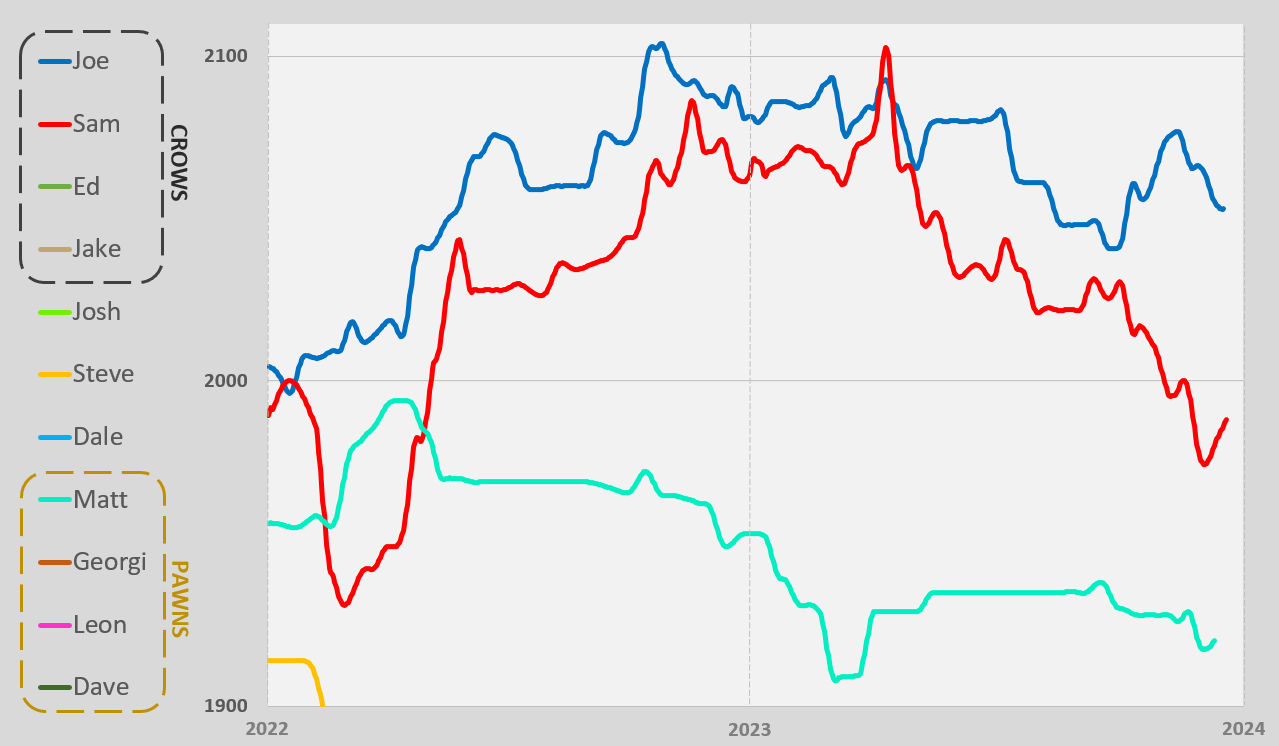 Joe
Sam
Ed
Jake
CROWS
Josh
Steve
Dale
Matt
Georgi
Leon
Dave
PAWNS
2100
2000
1900
2022
2023
2024